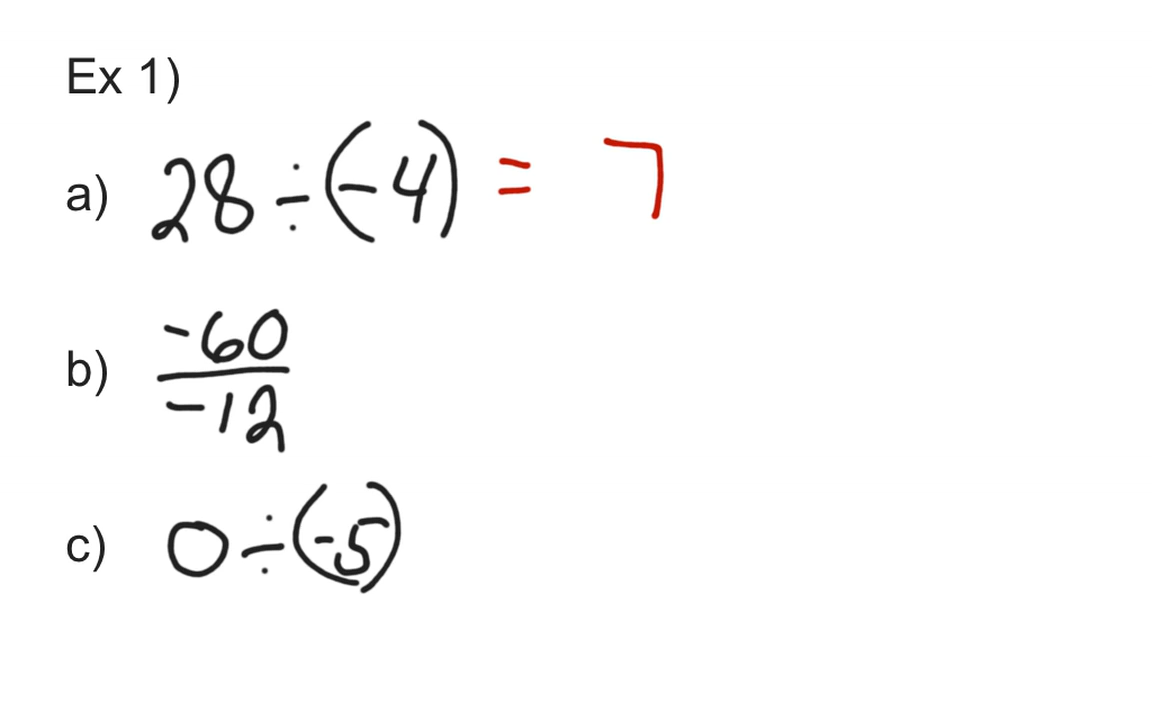 Ex 1)
a) 28 ÷ (-4) = 7
b) -60
-12
c) 0 ÷ (-5)